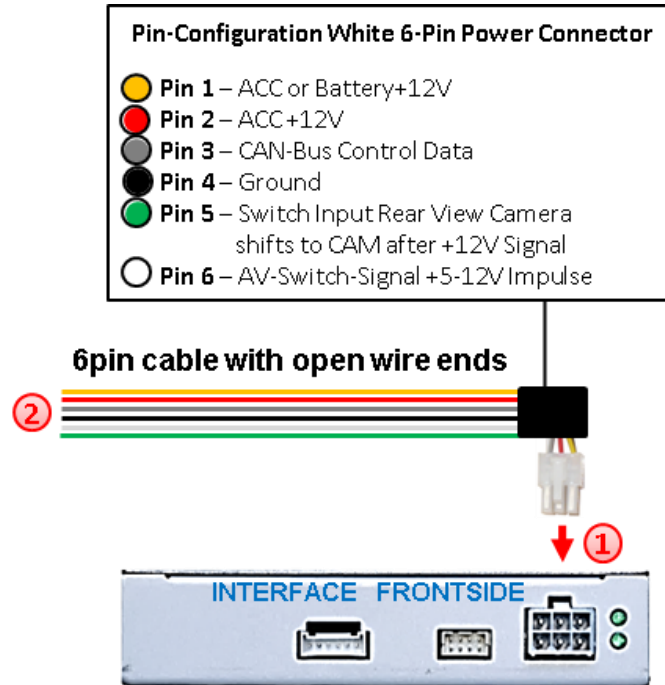 Pin-Configuration White 6-Pin Power Connector
Pin 1 – ACC or Battery+12V
Pin 2 – ACC+12V
Pin 3 – CAN-Bus Control Data
Pin 4 – Ground
Pin 5 – Switch Input Rear View Camera
shifts to CAM after +12V Signal
Pin 6 – AV-Switch-Signal +5-12V Impulse
6pin cable with open wire ends
2
1
INTERFACE FRONTSIDE